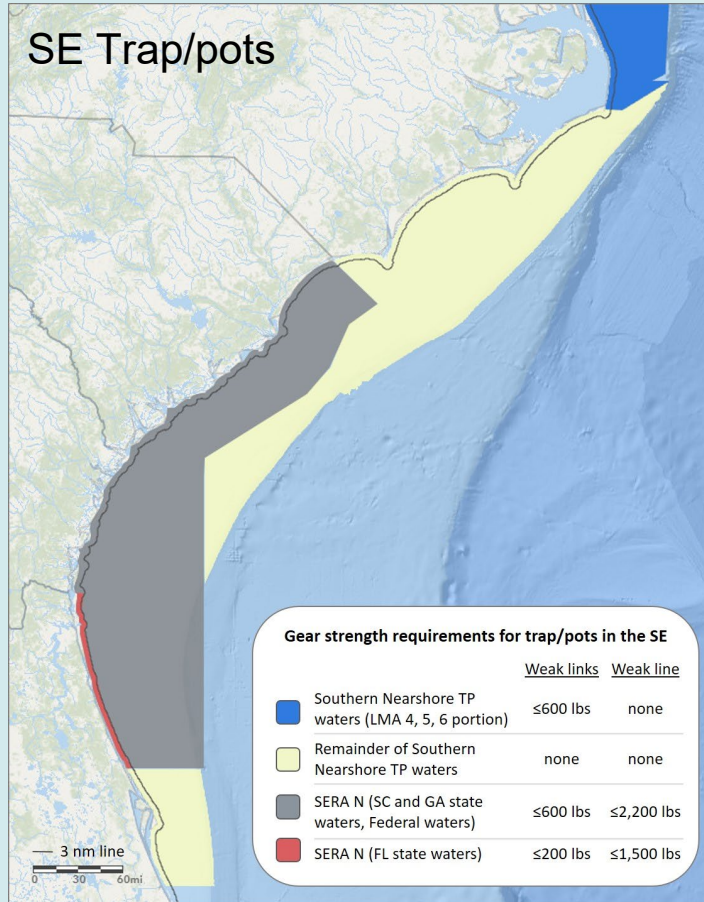 SE Trap/pots
Gear strength requirements for trap/pots in the SE
Weak links Weak line
Southern Nearshore TP
waters (LMA 4, 5, 6 portion)
≤600 lbs none
Remainder of Southern
Nearshore TP waters
none none
SERA N (SC and GA state
waters, Federal waters)
≤600 lbs ≤2,200 lbs
SERA N (FL state waters) ≤200 lbs ≤1,500 lbs
3 nm line
0 30 60mi